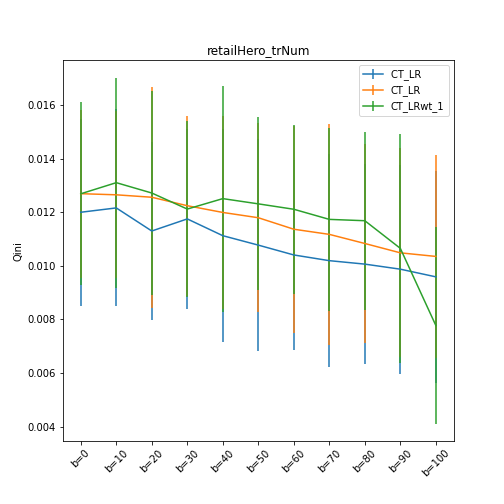 retailHero_trNum
CT_LR
CT_LR
CT_LRwt_1
Qini
0.016
0.014
0.012
0.010
0.008
0.006
0.004
b=0
b=10
b=20
b=30
b=40
b=50
b=60
b=70
b=80
b=90
b=100